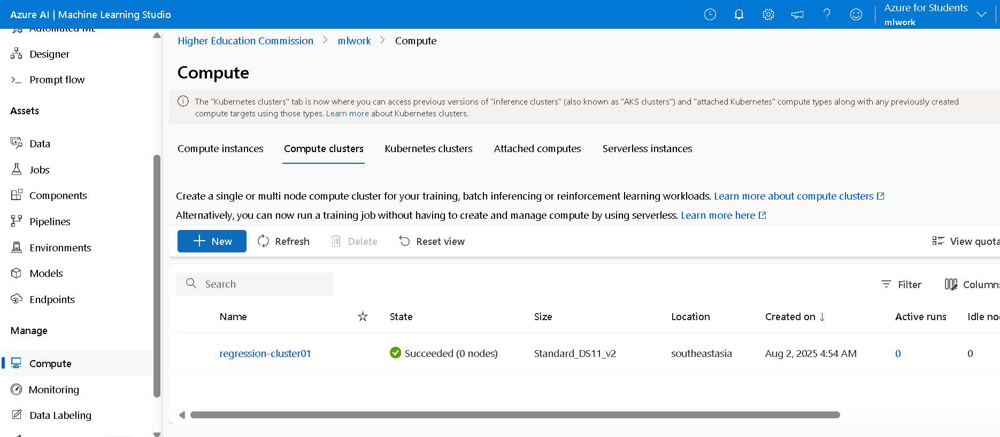 Azure AI | Machine Learning Studio
Azure for Students
mlwork
Automated ML
Designer
Prompt flow
Assets
Data
Jobs
Components
Pipelines
Environments
Models
Endpoints
Manage
Compute
Monitoring
Data Labeling
Higher Education Commission > mlwork > Compute
Compute
The "Kubernetes clusters" tab is now where you can access previous versions of "inference clusters" (also known as "AKS clusters") and "attached Kubernetes" compute types along with any previously created
compute targets using those types. Learn more about Kubernetes clusters.
Compute instances Compute clusters Kubernetes clusters Attached computes Serverless instances
Create a single or multi node compute cluster for your training, batch inferencing or reinforcement learning workloads. Learn more about compute clusters
Alternatively, you can now run a training job without having to create and manage compute by using serverless. Learn more here
New Refresh Delete Reset view View quota
Search Filter Columns
Name State Size Location Created on ↓ Active runs Idle no
regression-cluster01 Succeeded (0 nodes) Standard_DS11_v2 southeastasia Aug 2, 2025 4:54 AM 0 0